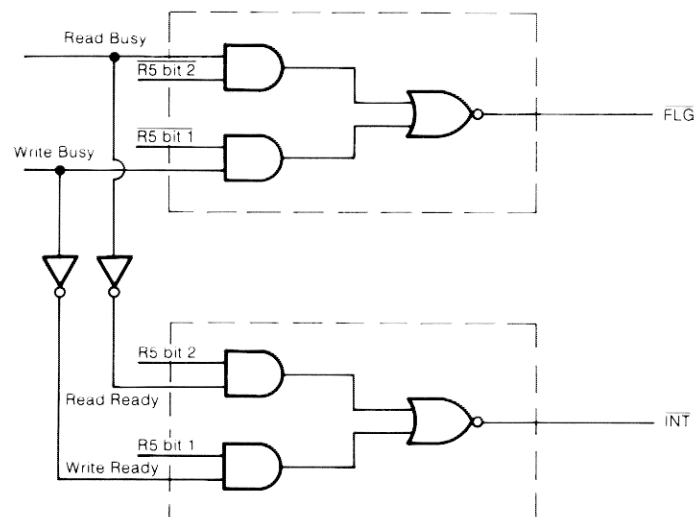 Read Busy
R5 bit 2
FLG
R5 bit 1
Write Busy
R5 bit 2
Read Ready
INT
R5 bit 1
Write Ready